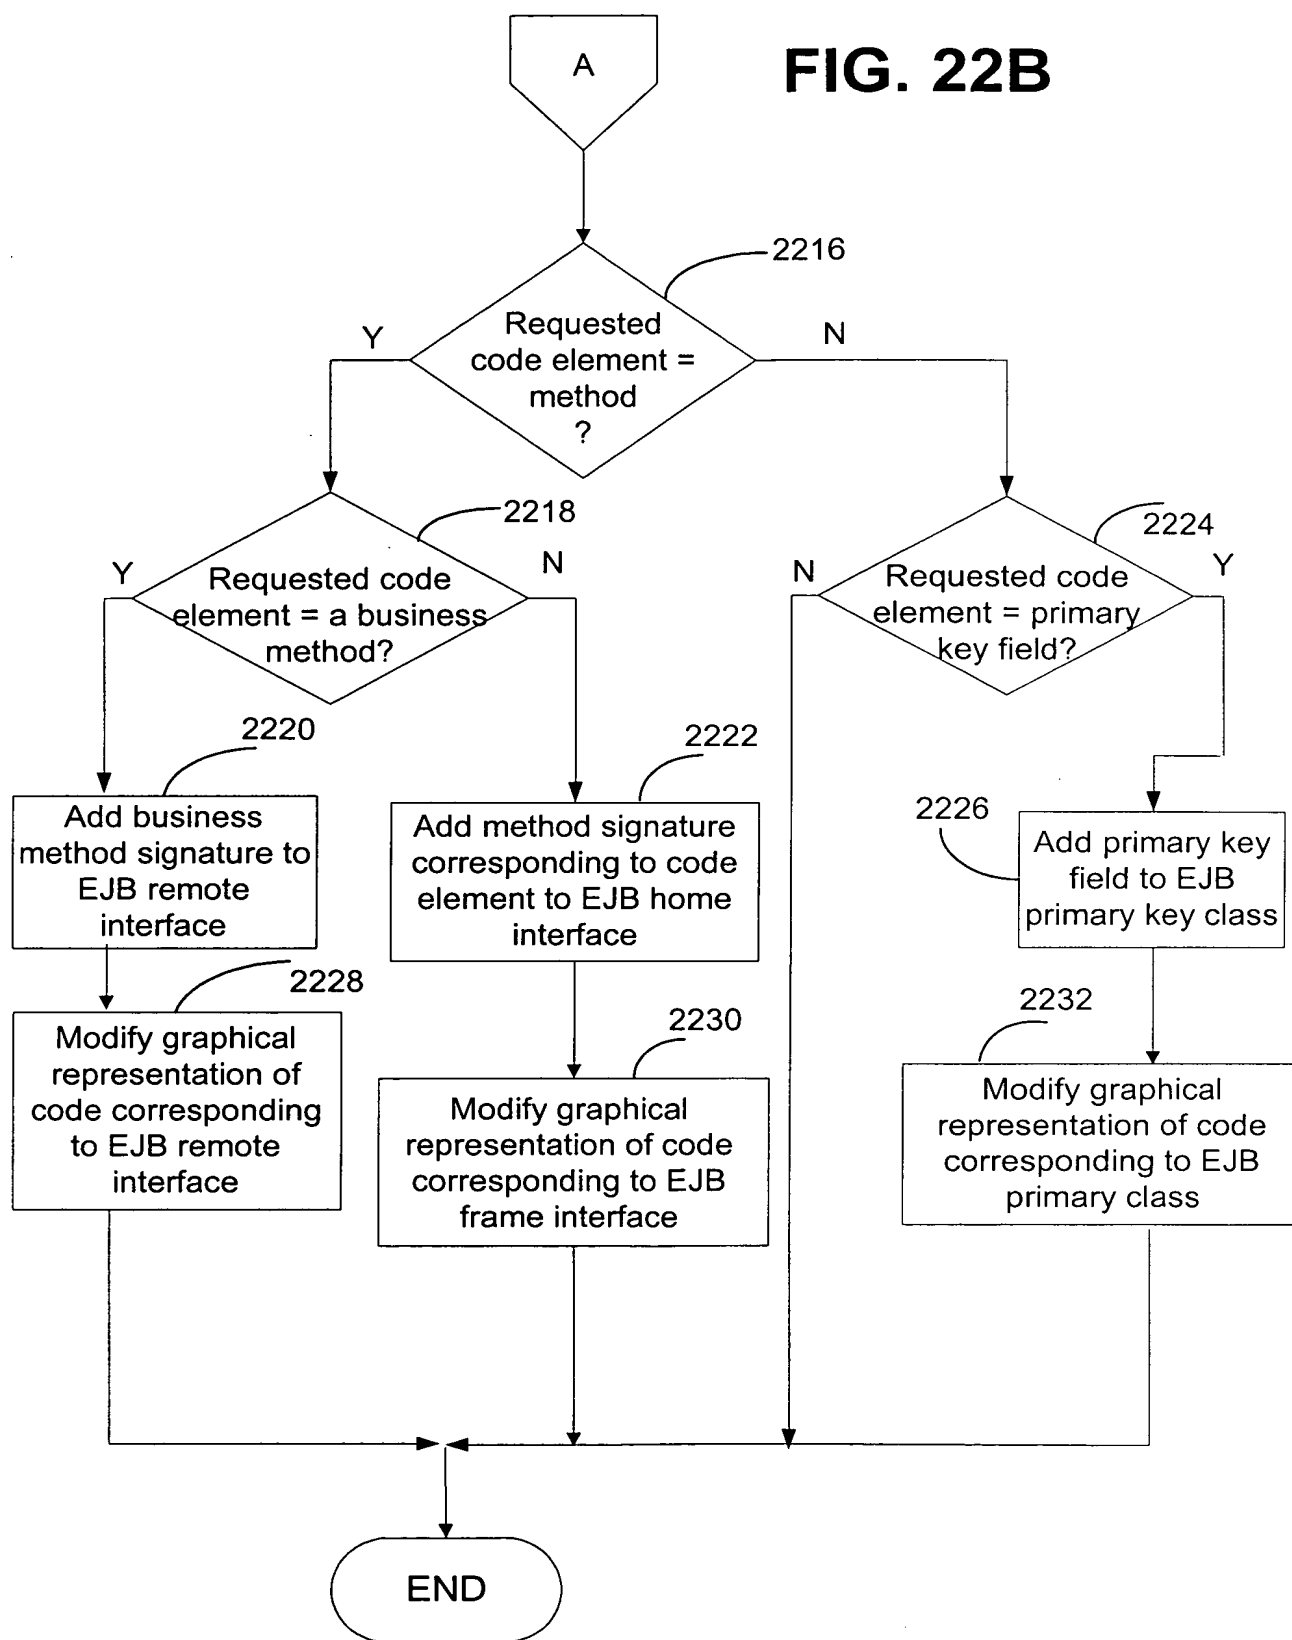 A
FIG. 22B
2216
Requested
code element =
method
?
Y
N
2218
Requested code
element = a business
method?
Y
N
2224
Requested code
element = primary
key field?
N
Y
2220
Add business
method signature to
EJB remote
interface
2222
Add method signature
corresponding to code
element to EJB home
interface
2226
Add primary key
field to EJB
primary key class
2228
Modify graphical
representation of
code corresponding
to EJB remote
interface
2230
Modify graphical
representation of code
corresponding to EJB
frame interface
2232
Modify graphical
representation of code
corresponding to EJB
primary class
END